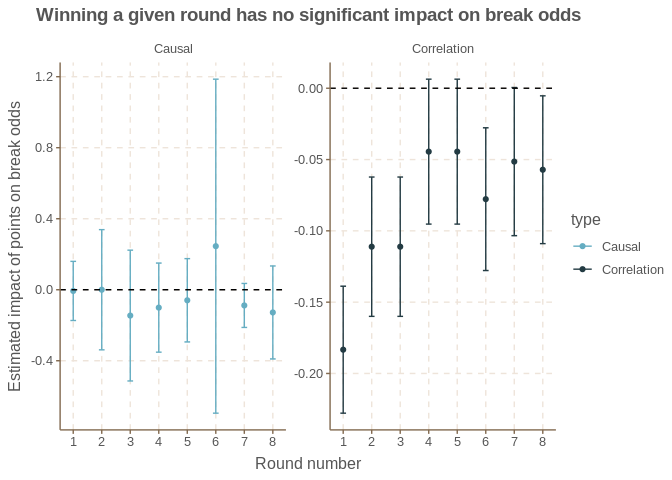 Winning a given round has no significant impact on break odds
Causal
Correlation
Estimated impact of points on break odds
1.2
0.8
0.4
0.0
-0.4
0.00
-0.05
-0.10
-0.15
-0.20
1 2 3 4 5 6 7 8
1 2 3 4 5 6 7 8
Round number
type
Causal
Correlation